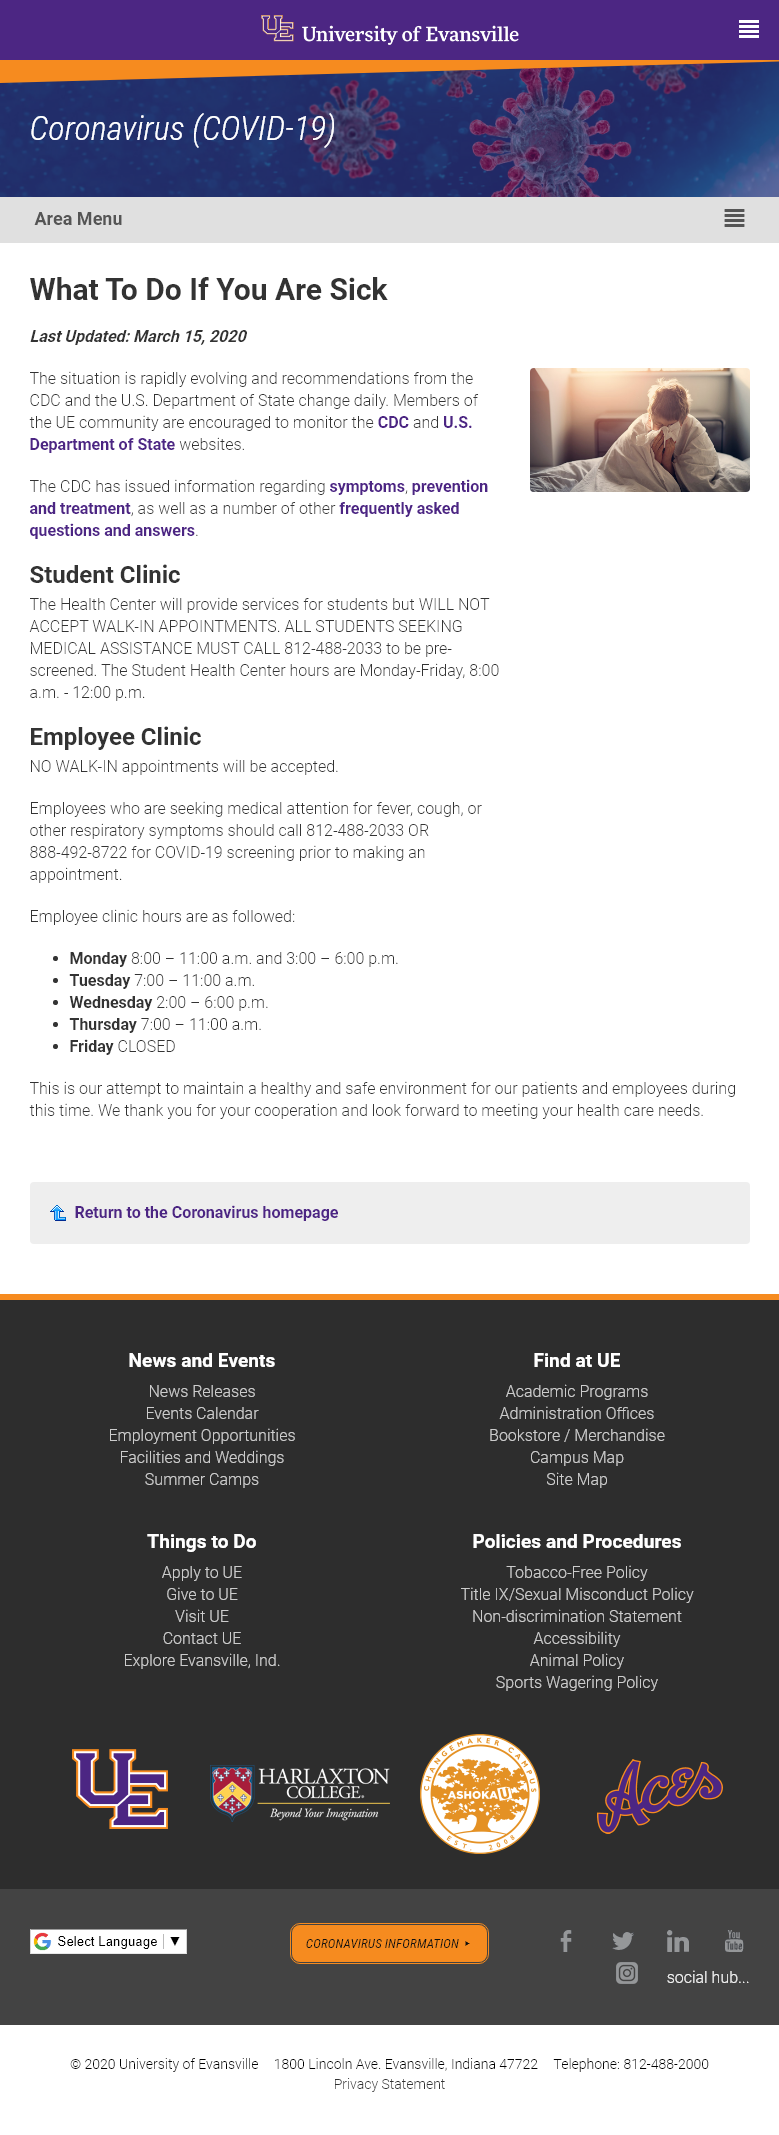 UE University of Evansville
Coronavirus (COVID-19)
Area Menu
What To Do If You Are Sick
Last Updated: March 15, 2020
The situation is rapidly evolving and recommendations from the
CDC and the U.S. Department of State change daily. Members of
the UE community are encouraged to monitor the CDC and U.S.
Department of State websites.
The CDC has issued information regarding symptoms, prevention
and treatment, as well as a number of other frequently asked
questions and answers.
Student Clinic
The Health Center will provide services for students but WILL NOT
ACCEPT WALK-IN APPOINTMENTS. ALL STUDENTS SEEKING
MEDICAL ASSISTANCE MUST CALL 812-488-2033 to be pre-
screened. The Student Health Center hours are Monday-Friday, 8:00
a.m. - 12:00 p.m.
Employee Clinic
NO WALK-IN appointments will be accepted.
Employees who are seeking medical attention for fever, cough, or
other respiratory symptoms should call 812-488-2033 OR
888-492-8722 for COVID-19 screening prior to making an
appointment.
Employee clinic hours are as followed:
• Monday 8:00 – 11:00 a.m. and 3:00 – 6:00 p.m.
• Tuesday 7:00 – 11:00 a.m.
• Wednesday 2:00 – 6:00 p.m.
• Thursday 7:00 – 11:00 a.m.
• Friday CLOSED
This is our attempt to maintain a healthy and safe environment for our patients and employees during
this time. We thank you for your cooperation and look forward to meeting your health care needs.
Return to the Coronavirus homepage
News and Events
News Releases
Events Calendar
Employment Opportunities
Facilities and Weddings
Summer Camps
Find at UE
Academic Programs
Administration Offices
Bookstore / Merchandise
Campus Map
Site Map
Things to Do
Apply to UE
Give to UE
Visit UE
Contact UE
Explore Evansville, Ind.
Policies and Procedures
Tobacco-Free Policy
Title IX/Sexual Misconduct Policy
Non-discrimination Statement
Accessibility
Animal Policy
Sports Wagering Policy
UE
HARLAXTON
COLLEGE
Beyond Your Imagination
CHANGEMAKER CAMPUS
ASHOKA U
EST 2008
Aces
Select Language ▼
CORONAVIRUS INFORMATION ►
You Tube
social hub...
© 2020 University of Evansville 1800 Lincoln Ave. Evansville, Indiana 47722 Telephone: 812-488-2000
Privacy Statement